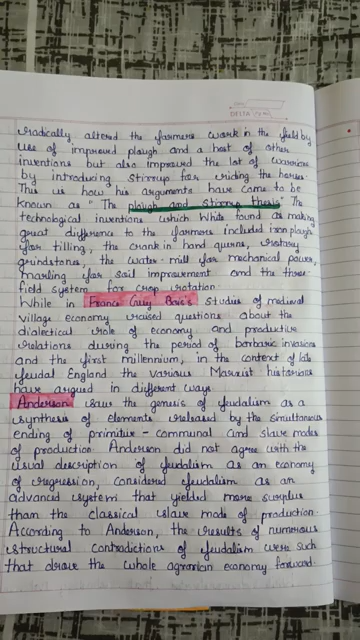 DELTA
radically altered the farmers work in the field by
use of improved plough and a host of other
inventions but also improved the lot of warriors
by introducing Stirrup for riding the horses.
This is how his arguments have come to be
known as "The plough and stirrup thesis" The
technological inventions which White found as making
great difference to the farmers included iron plough
for tilling, the crank in hand querns, rotary
grindstone, the water-mill for mechanical power,
marling for soil improvement and the three-
field system for crop rotation.
While in France Guy Bois's studies of medieval
village economy raised questions about the
dialectical role of economy and productive
relations during the period of barbaric invasions
and the first millennium, in the context of late
feudal England the various Marxist historians
have argued in different ways
Anderson saw the genesis of feudalism as a
synthesis of elements released by the simultaneous
ending of primitive-communal and slave modes
of production. Anderson did not agree with the
usual description of feudalism as an economy
of regression, considered feudalism as an
advanced system that yielded more surplus
than the classical slave mode of production.
According to Anderson, the results of numerous
structural contradictions of feudalism were such
that drove the whole agrarian economy forward.